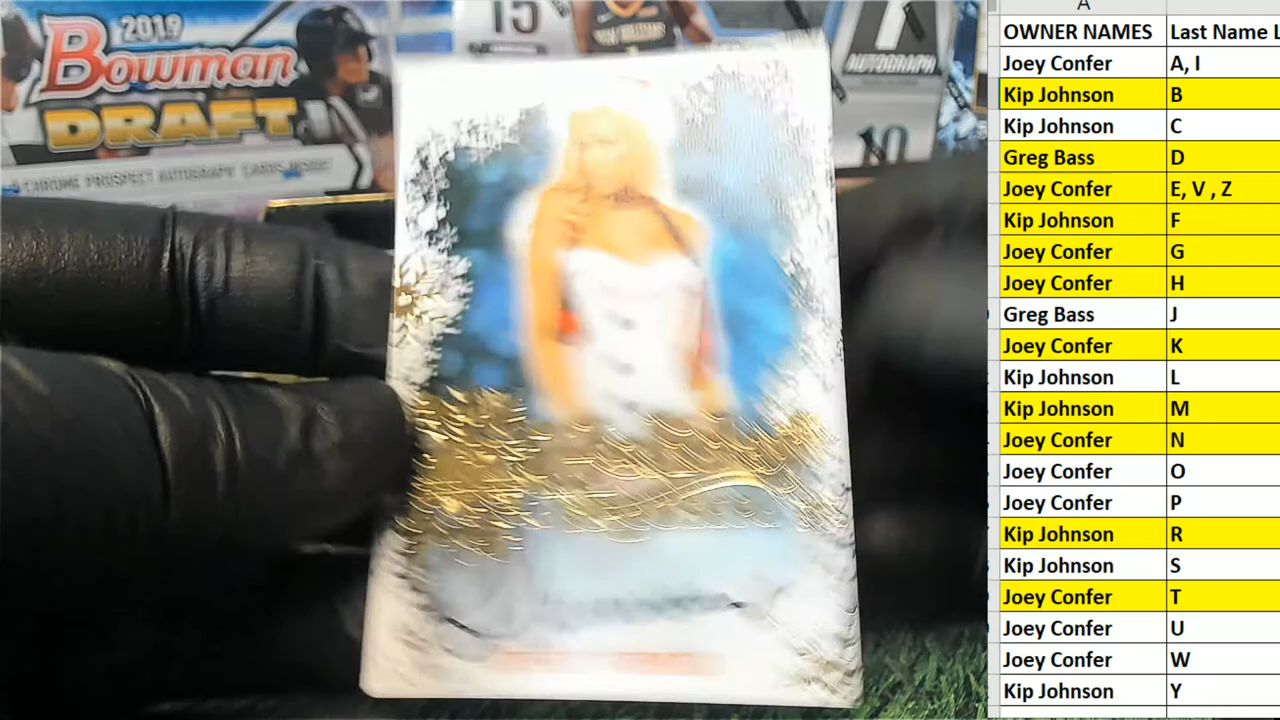 2019
Bowman
DRAFT
CHROME PROSPECT AUTOGRAPH CARDS
15
AUTOGRAPH
10
A
OWNER NAMES Last Name L
Joey Confer A, I
Kip Johnson B
Kip Johnson C
Greg Bass D
Joey Confer E, V , Z
Kip Johnson F
Joey Confer G
Joey Confer H
Greg Bass J
Joey Confer K
Kip Johnson L
Kip Johnson M
Joey Confer N
Joey Confer O
Joey Confer P
Kip Johnson R
Kip Johnson S
Joey Confer T
Joey Confer U
Joey Confer W
Kip Johnson Y